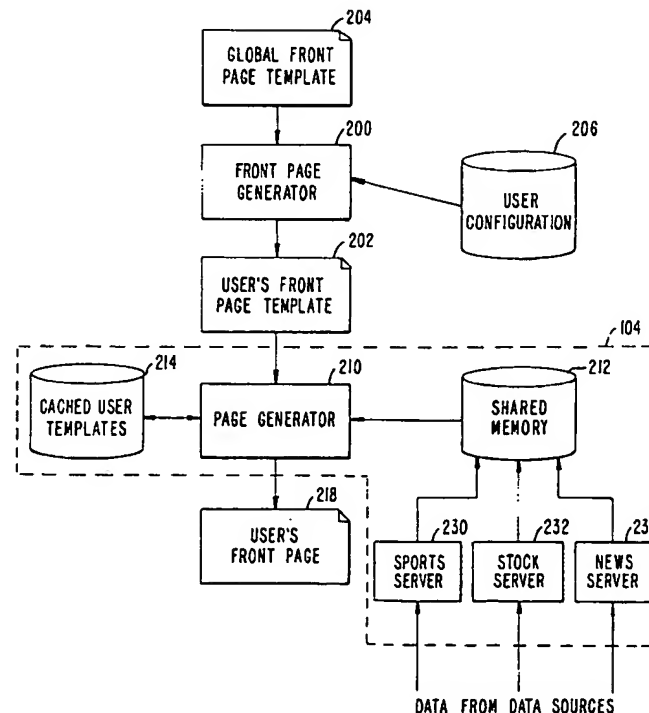 204
GLOBAL FRONT
PAGE TEMPLATE
200
FRONT PAGE
GENERATOR
206
USER
CONFIGURATION
202
USER'S FRONT
PAGE TEMPLATE
104
214
CACHED USER
TEMPLATES
210
PAGE GENERATOR
212
SHARED
MEMORY
218
USER'S
FRONT PAGE
230
SPORTS
SERVER
232
STOCK
SERVER
NEWS
SERVER
DATA FROM DATA SOURCES